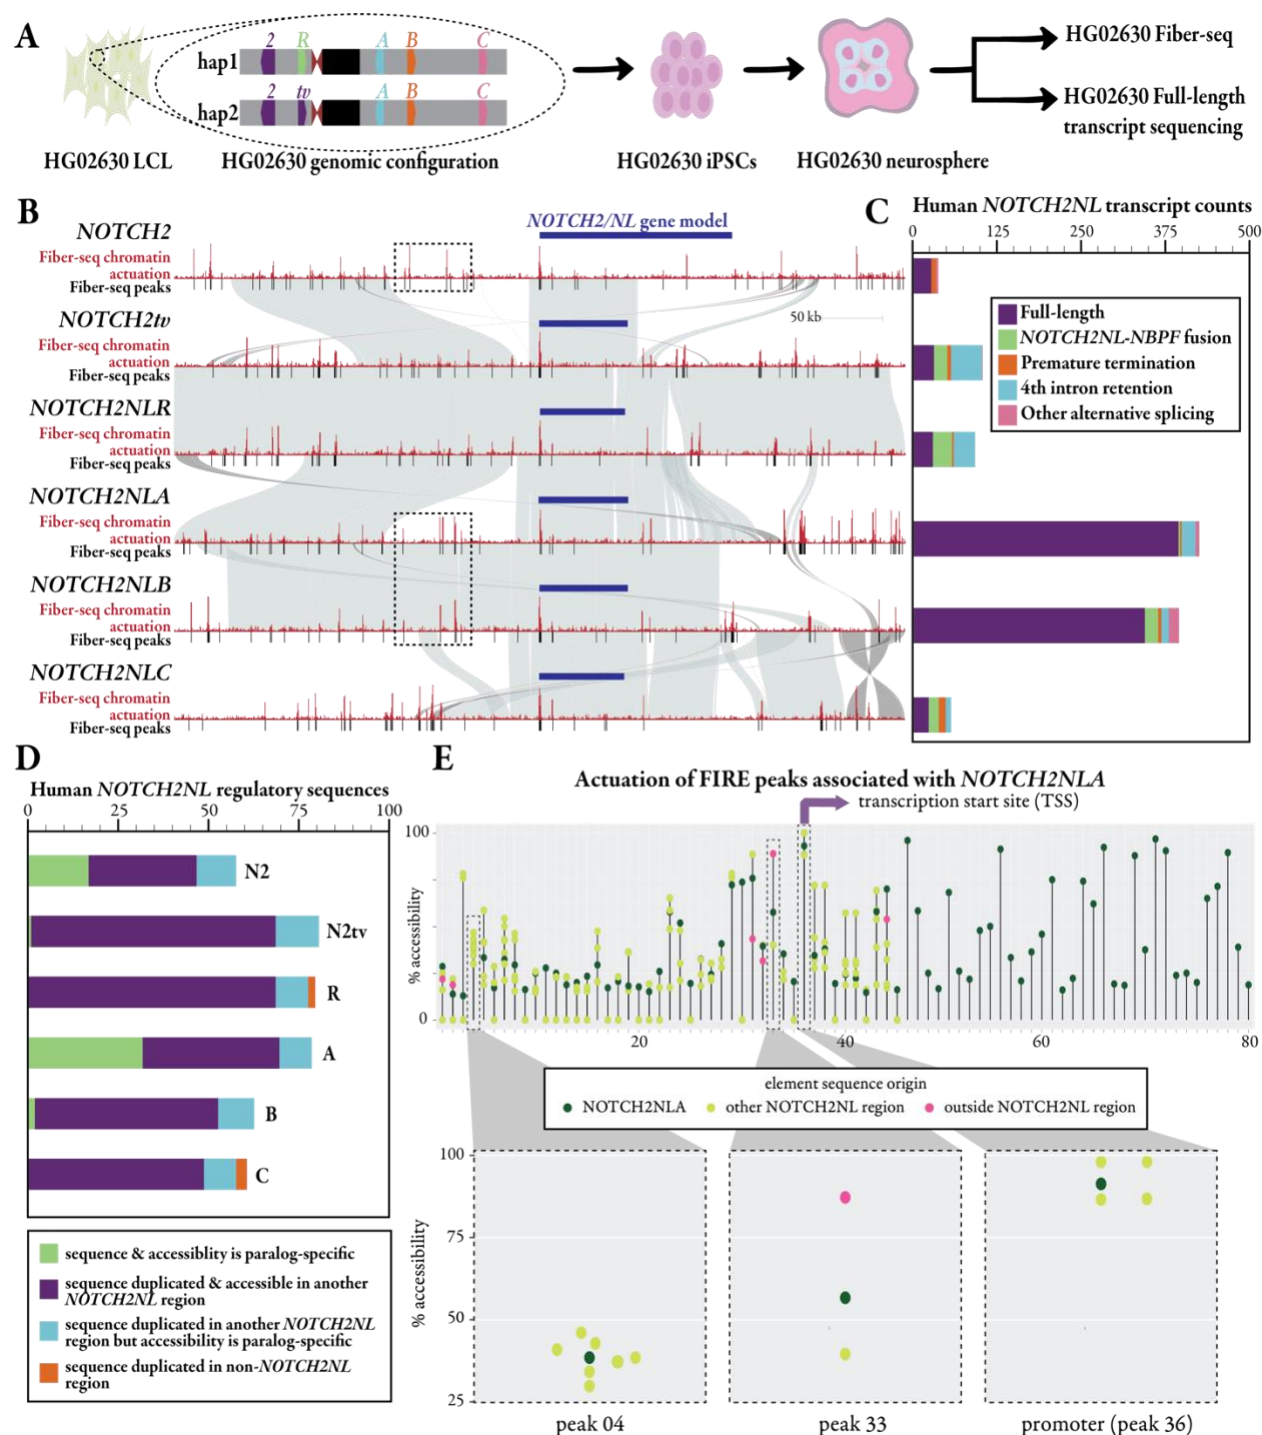 A
2 R A B C
hap1
2 tv A B C
hap2
HG02630 LCL
HG02630 genomic configuration
HG02630 iPSCs
HG02630 neurosphere
HG02630 Fiber-seq
HG02630 Full-length
transcript sequencing
B
NOTCH2/NL gene model
NOTCH2
Fiber-seq chromatin
actuation
Fiber-seq peaks
50 kb
NOTCH2tv
Fiber-seq chromatin
actuation
Fiber-seq peaks
NOTCH2NLR
Fiber-seq chromatin
actuation
Fiber-seq peaks
NOTCH2NLA
Fiber-seq chromatin
actuation
Fiber-seq peaks
NOTCH2NLB
Fiber-seq chromatin
actuation
Fiber-seq peaks
NOTCH2NLC
Fiber-seq chromatin
actuation
Fiber-seq peaks
C
Human NOTCH2NL transcript counts
0 125 250 375 500
Full-length
NOTCH2NL-NBPF fusion
Premature termination
4th intron retention
Other alternative splicing
D
Human NOTCH2NL regulatory sequences
0 25 50 75 100
N2
N2tv
R
A
B
C
sequence & accessiblity is paralog-specific
sequence duplicated & accessible in another
NOTCH2NL region
sequence duplicated in another NOTCH2NL
region but accessibility is paralog-specific
sequence duplicated in non-NOTCH2NL
region
E
Actuation of FIRE peaks associated with NOTCH2NLA
transcription start site (TSS)
100
% accessibility
0
20 40 60 80
element sequence origin
NOTCH2NLA
other NOTCH2NL region
outside NOTCH2NL region
100
75
50
25
% accessibility
peak 04
peak 33
promoter (peak 36)